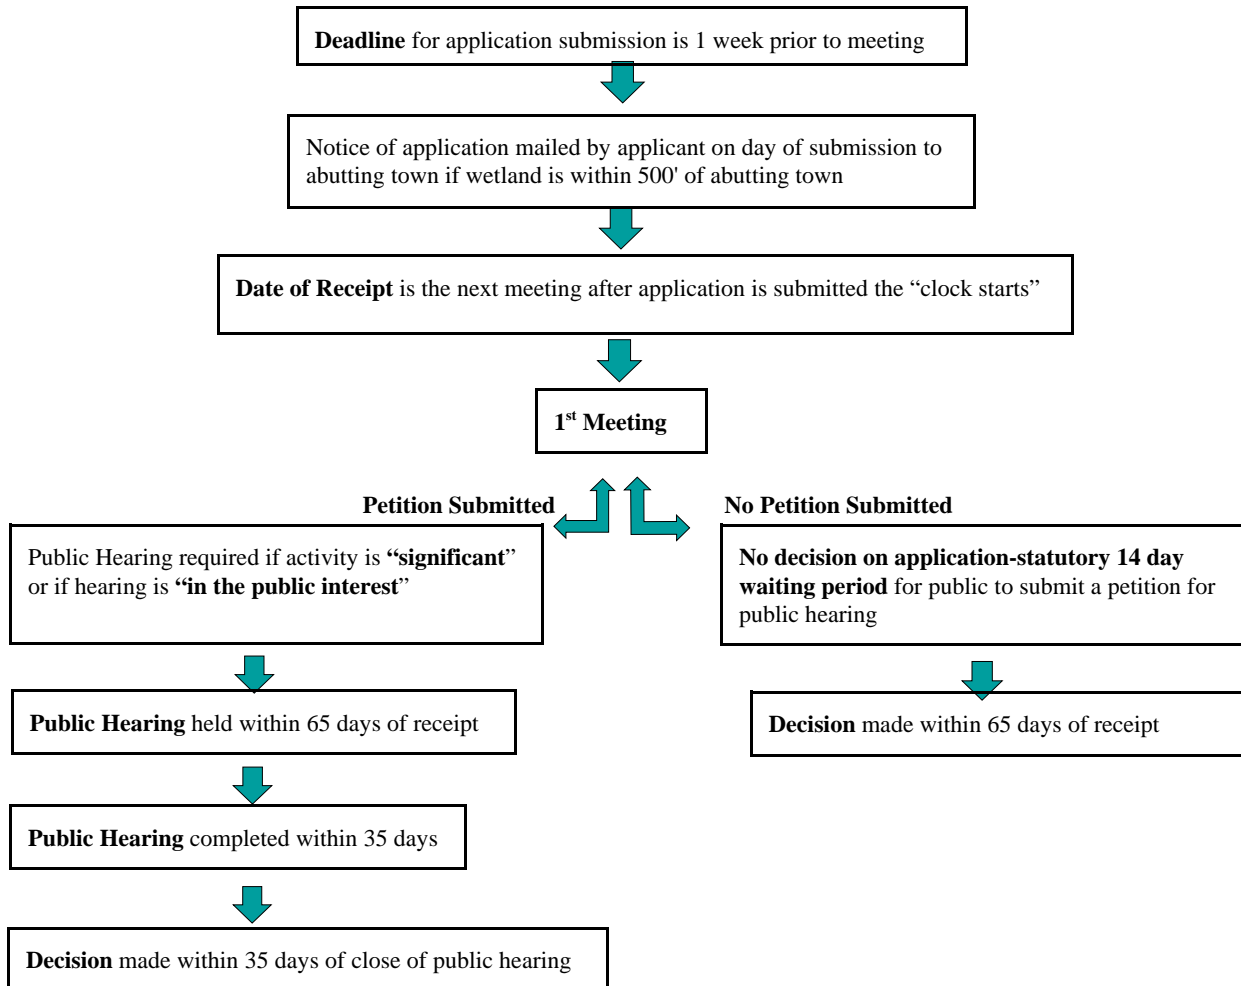 Deadline for application submission is 1 week prior to meeting
Notice of application mailed by applicant on day of submission to
abutting town if wetland is within 500' of abutting town
Date of Receipt is the next meeting after application is submitted the “clock starts”
1st Meeting
Petition Submitted
No Petition Submitted
Public Hearing required if activity is “significant”
or if hearing is “in the public interest”
No decision on application-statutory 14 day
waiting period for public to submit a petition for
public hearing
Public Hearing held within 65 days of receipt
Decision made within 65 days of receipt
Public Hearing completed within 35 days
Decision made within 35 days of close of public hearing